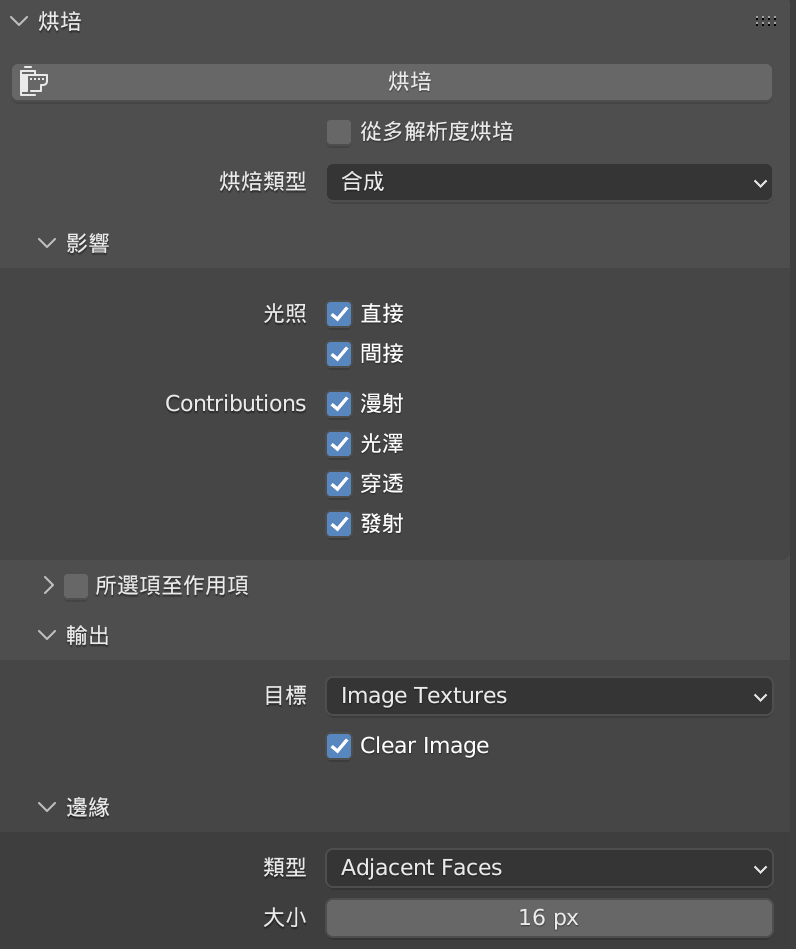 烘培
烘培
從多解析度烘培
烘焙類型 合成
影響
光照 直接
間接
Contributions 漫射
光澤
穿透
發射
所選項至作用項
輸出
目標 Image Textures
Clear Image
邊緣
類型 Adjacent Faces
大小 16 px